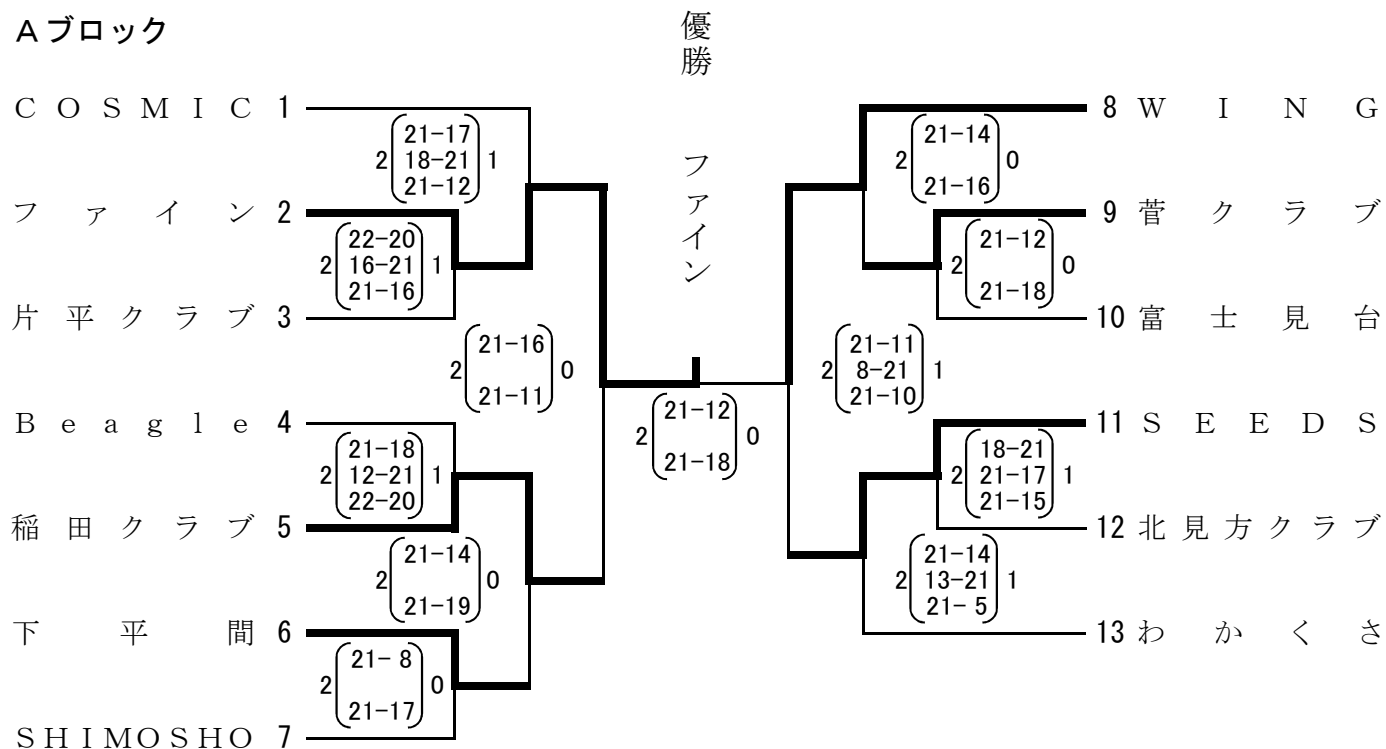 Aブロック
優勝
ファイン
COSMIC 1
2 21-17 1
18-21
21-12
ファイン 2
2 22-20 1
16-21
21-16
片平クラブ 3
2 21-16 0
21-11
Beagle 4
2 21-18 1
12-21
22-20
稲田クラブ 5
2 21-14 0
21-19
下平間 6
2 21- 8 0
21-17
SHIMOSHO 7
2 21-12 0
21-18
8 WING
2 21-14 0
21-16
9 菅クラブ
2 21-12 0
21-18
10 富士見台
2 21-11 1
8-21
21-10
11 SEEDS
2 18-21 1
21-17
21-15
12 北見方クラブ
2 21-14 1
13-21
21- 5
13 わかくさ